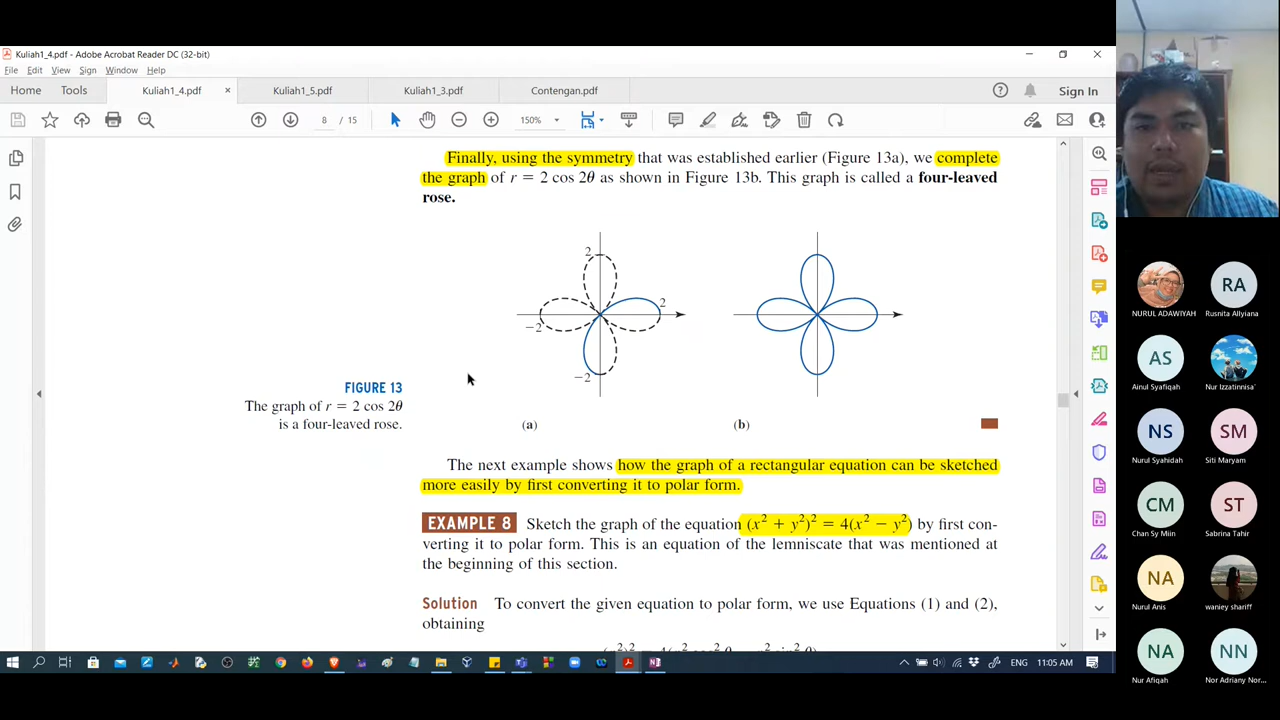 Kuliah1_4.pdf - Adobe Acrobat Reader DC (32-bit)
File Edit View Sign Window Help
Home Tools Kuliah1_4.pdf × Kuliah1_5.pdf Kuliah1_3.pdf Contengan.pdf Sign In
8 / 15 150%
Finally, using the symmetry that was established earlier (Figure 13a), we complete
the graph of r = 2 cos 2θ as shown in Figure 13b. This graph is called a four-leaved
rose.
2
2
−2
−2
FIGURE 13
The graph of r = 2 cos 2θ
is a four-leaved rose.
(a) (b)
The next example shows how the graph of a rectangular equation can be sketched
more easily by first converting it to polar form.
EXAMPLE 8 Sketch the graph of the equation (x² + y²)² = 4(x² − y²) by first con-
verting it to polar form. This is an equation of the lemniscate that was mentioned at
the beginning of this section.
Solution To convert the given equation to polar form, we use Equations (1) and (2),
obtaining
ENG 11:05 AM
NURUL ADAWIYAH
RA
Rusnita Allyiana
AS
Ainul Syafiqah
Nur Izzatinnisa'
NS
Nurul Syahidah
SM
Siti Maryam
CM
Chan Sy Miin
ST
Sabrina Tahir
NA
Nurul Anis
waniey shariff
NA
Nur Afiqah
NN
Nor Adriany Nor...